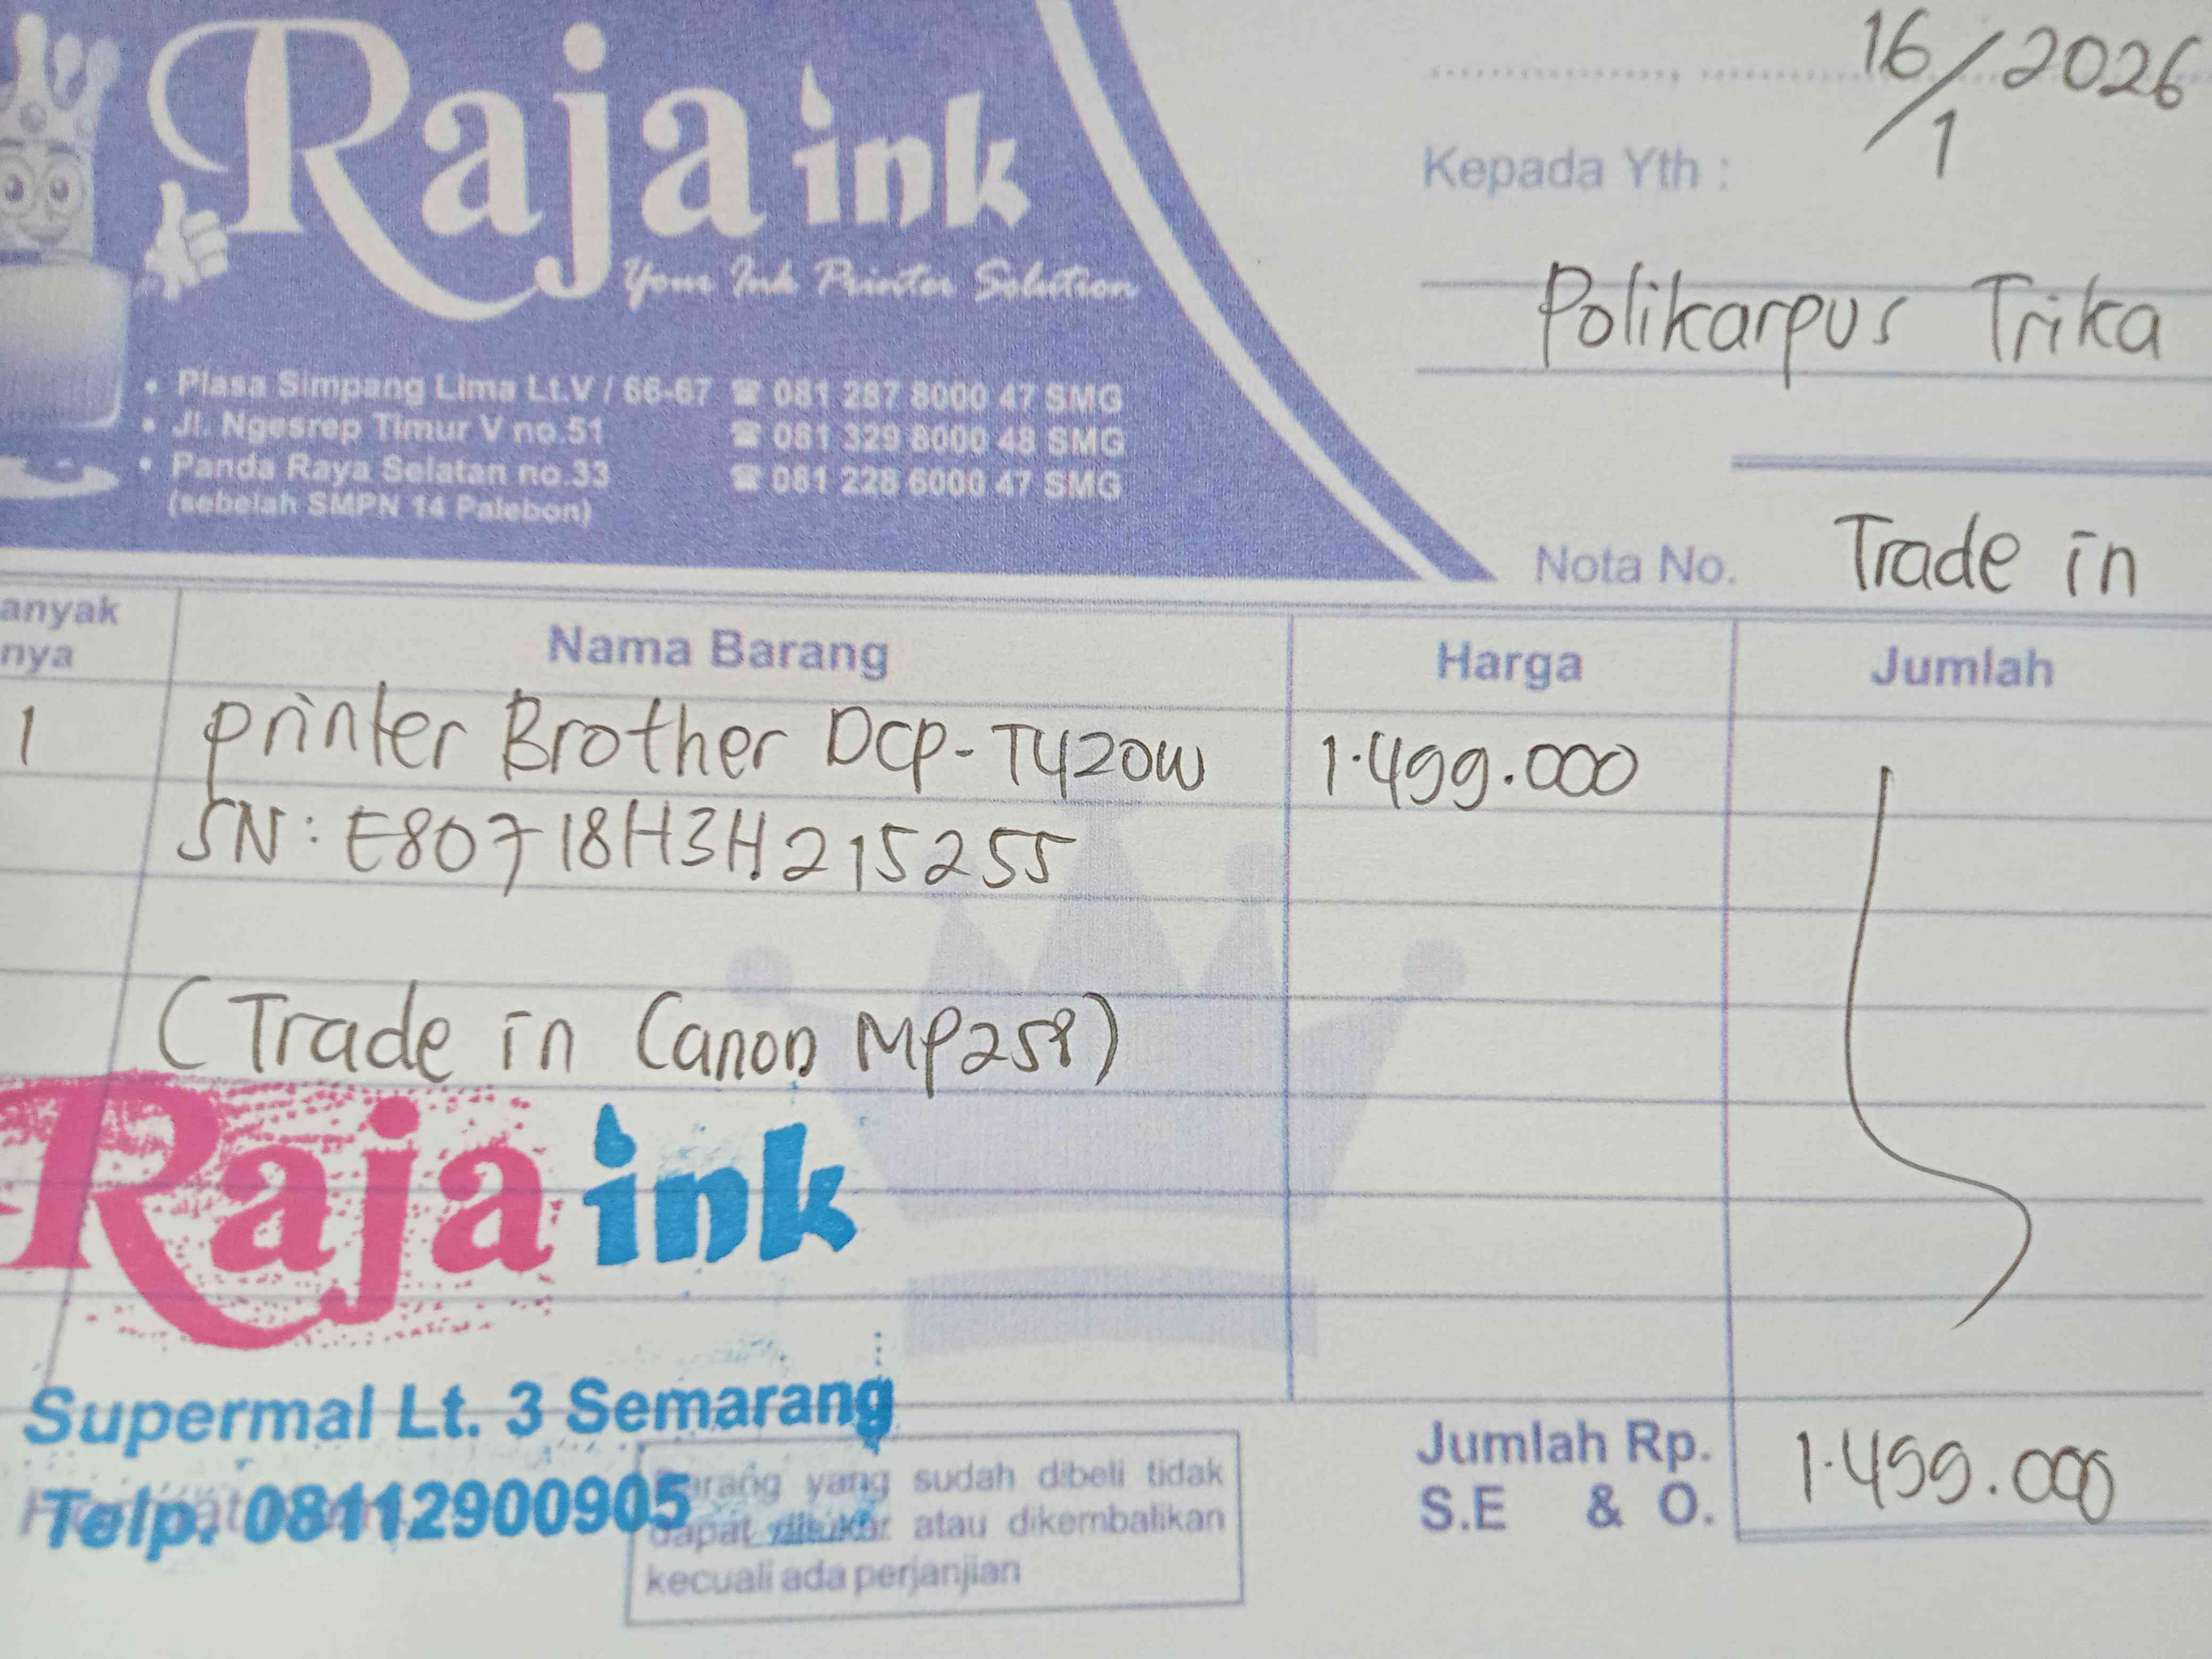 Raja ink
Your Ink Printer Solution
• Plasa Simpang Lima Lt.V / 66-67 ☎ 081 287 8000 47 SMG
• Jl. Ngesrep Timur V no.51 ☎ 081 329 8000 48 SMG
• Panda Raya Selatan no.33 ☎ 081 228 6000 47 SMG
(sebelah SMPN 14 Palebon)
16/1/2026
Kepada Yth :
Polikarpus Trika
Nota No. Trade in
anyak
nya
Nama Barang
Harga
Jumlah
1 printer Brother DCP-T420W 1.499.000
SN: E80718H3H215255
(Trade in Canon MP258)
Raja ink
Supermal Lt. 3 Semarang
Telp. 08112900905
Barang yang sudah dibeli tidak
dapat ditukar atau dikembalikan
kecuali ada perjanjian
Jumlah Rp. 1.499.000
S.E & O.